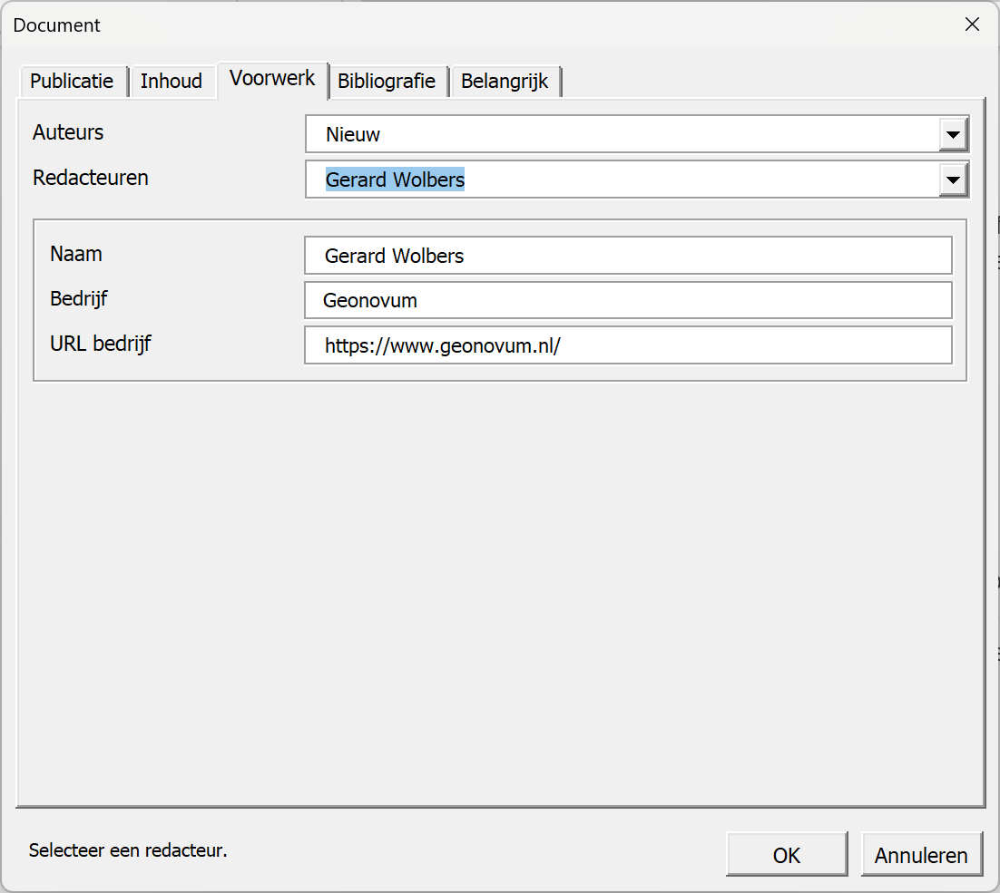 Document
Publicatie Inhoud Voorwerk Bibliografie Belangrijk
Auteurs Nieuw
Redacteuren Gerard Wolbers
Naam Gerard Wolbers
Bedrijf Geonovum
URL bedrijf https://www.geonovum.nl/
Selecteer een redacteur. OK Annuleren